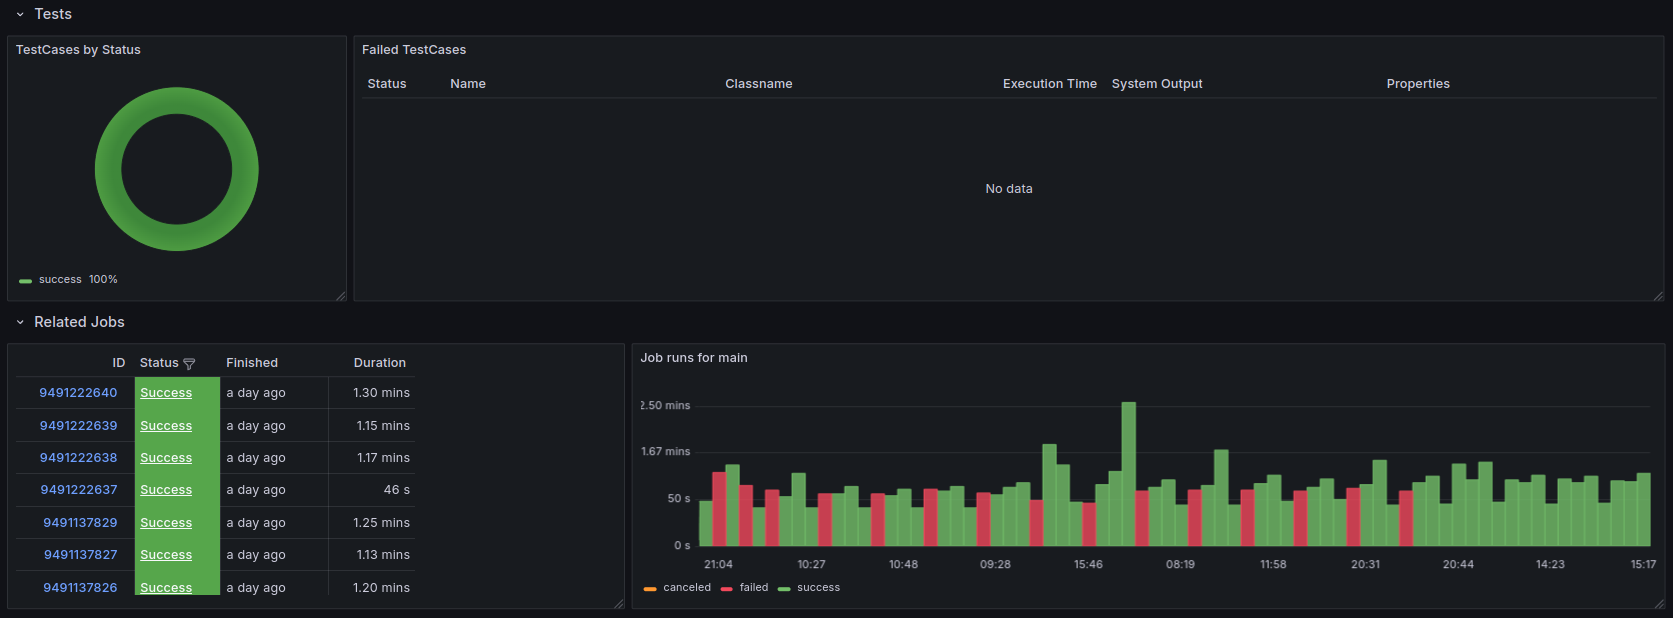 Tests
TestCases by Status
success 100%
Failed TestCases
Status Name Classname Execution Time System Output Properties
No data
Related Jobs
ID Status Finished Duration
9491222640 Success a day ago 1.30 mins
9491222639 Success a day ago 1.15 mins
9491222638 Success a day ago 1.17 mins
9491222637 Success a day ago 46 s
9491137829 Success a day ago 1.25 mins
9491137827 Success a day ago 1.13 mins
9491137826 Success a day ago 1.20 mins
Job runs for main
2.50 mins
1.67 mins
50 s
0 s
21:04 10:27 10:48 09:28 15:46 08:19 11:58 20:31 20:44 14:23 15:17
canceled failed success